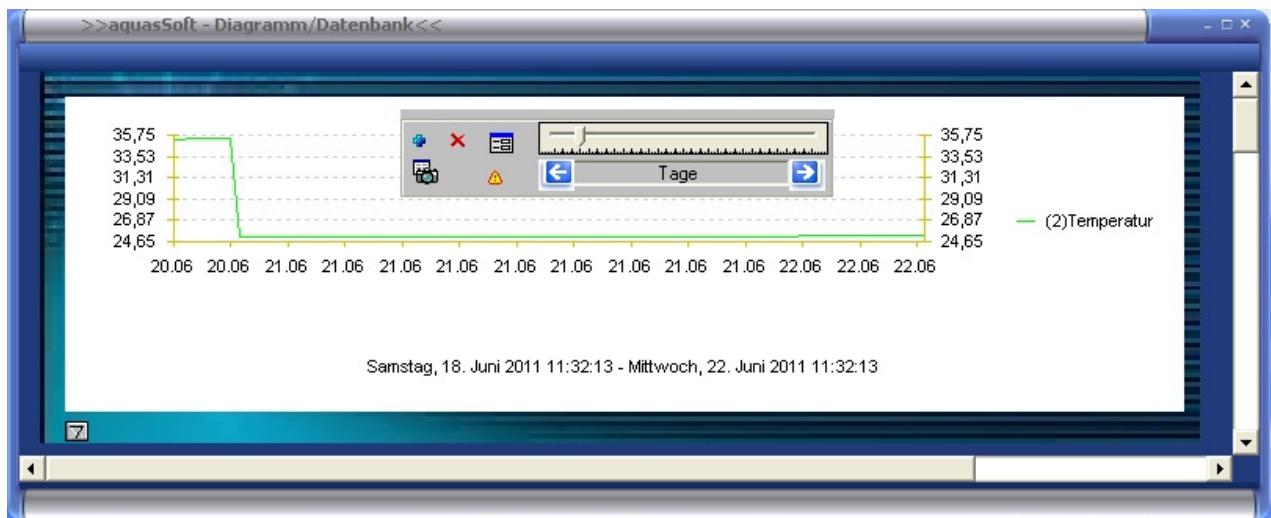 >>aquasSoft - Diagramm/Datenbank<<
35,75
33,53
31,31
29,09
26,87
24,65
Tage
35,75
33,53
31,31
29,09
26,87
24,65
(2)Temperatur
20.06 20.06 21.06 21.06 21.06 21.06 21.06 21.06 21.06 21.06 21.06 22.06 22.06 22.06
Samstag, 18. Juni 2011 11:32:13 - Mittwoch, 22. Juni 2011 11:32:13